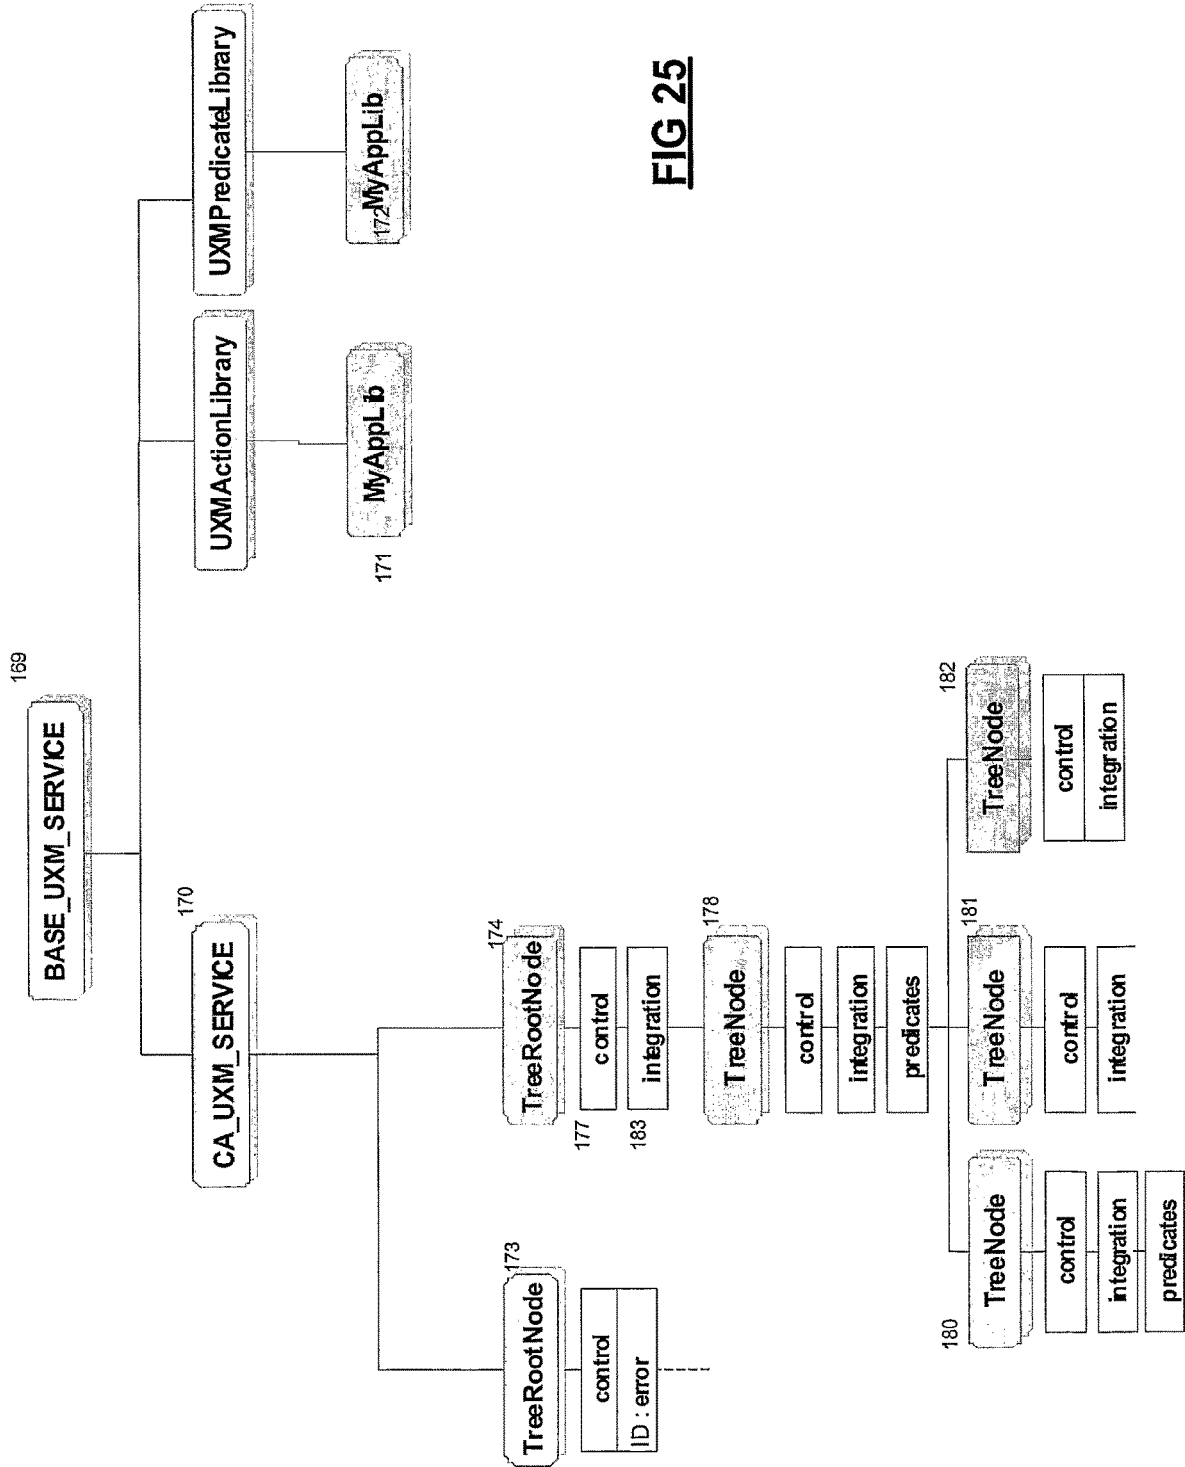 169
BASE_UXM_SERVICE
170
CA_UXM_SERVICE
UXMActionLibrary
UXMPredicateLibrary
171
MyAppLib
172
MyAppLib
173
TreeRootNode
control
ID : error
174
TreeRootNode
177
control
183
integration
178
TreeNode
control
integration
predicates
180
TreeNode
control
integration
predicates
181
TreeNode
control
integration
182
TreeNode
control
integration
FIG 25